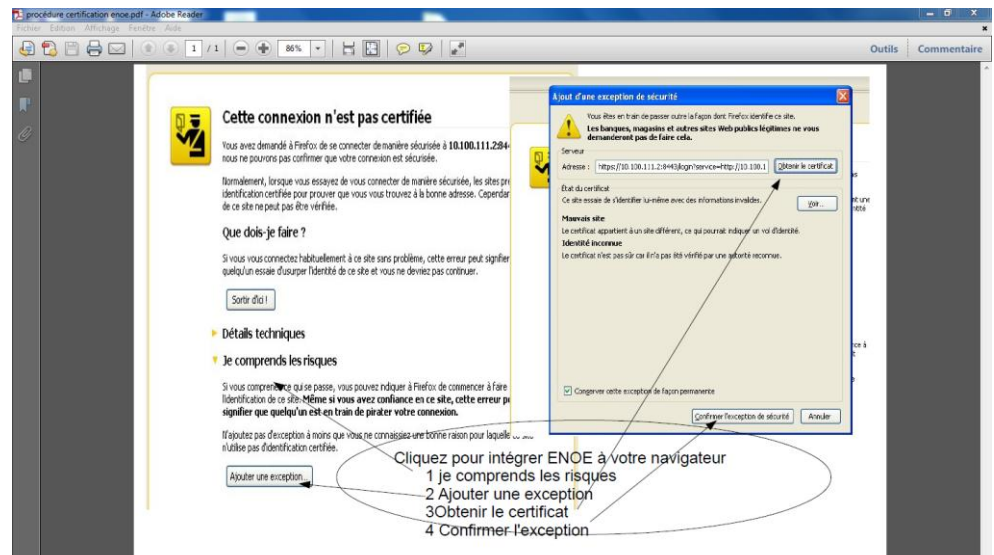 procédure certification enoe.pdf - Adobe Reader
Fichier Edition Affichage Fenêtre Aide
1 / 1 86% Outils Commentaire
Cette connexion n'est pas certifiée
Vous avez demandé à Firefox de se connecter de manière sécurisée à 10.100.111.2:844
nous ne pouvons pas confirmer que votre connexion est sécurisée.
Normalement, lorsque vous essayez de vous connecter de manière sécurisée, les sites pré
identification certifiée pour prouver que vous vous trouvez à la bonne adresse. Cependan
de ce site ne peut pas être vérifiée.
Que dois-je faire ?
Si vous vous connectez habituellement à ce site sans problème, cette erreur peut signifier
quelqu'un essaie d'usurper l'identité de ce site et vous ne devriez pas continuer.
Sortir d'ici !
Détails techniques
Je comprends les risques
Si vous comprenez ce qui se passe, vous pouvez indiquer à Firefox de commencer à faire
l'identification de ce site. Même si vous avez confiance en ce site, cette erreur pe
signifier que quelqu'un est en train de pirater votre connexion.
N'ajoutez pas d'exception à moins que vous ne connaissiez une bonne raison pour laquelle ce site
n'utilise pas d'identification certifiée.
Ajouter une exception...
Ajout d'une exception de sécurité
Vous êtes en train de passer outre la façon dont Firefox identifie ce site.
Les banques, magasins et autres sites Web publics légitimes ne vous
demanderont pas de faire cela.
Serveur
Adresse : https://10.100.111.2:8443/login?service=http://10.100.1 Obtenir le certificat
État du certificat
Ce site essaie de s'identifier lui-même avec des informations invalides.
Voir...
Mauvais site
Le certificat appartient à un site différent, ce qui pourrait indiquer un vol d'identité.
Identité inconnue
Le certificat n'est pas sûr car il n'a pas été vérifié par une autorité reconnue.
Conserver cette exception de façon permanente
Confirmer l'exception de sécurité Annuler
Cliquez pour intégrer ENOE à votre navigateur
1 je comprends les risques
2 Ajouter une exception
3Obtenir le certificat
4 Confirmer l'exception